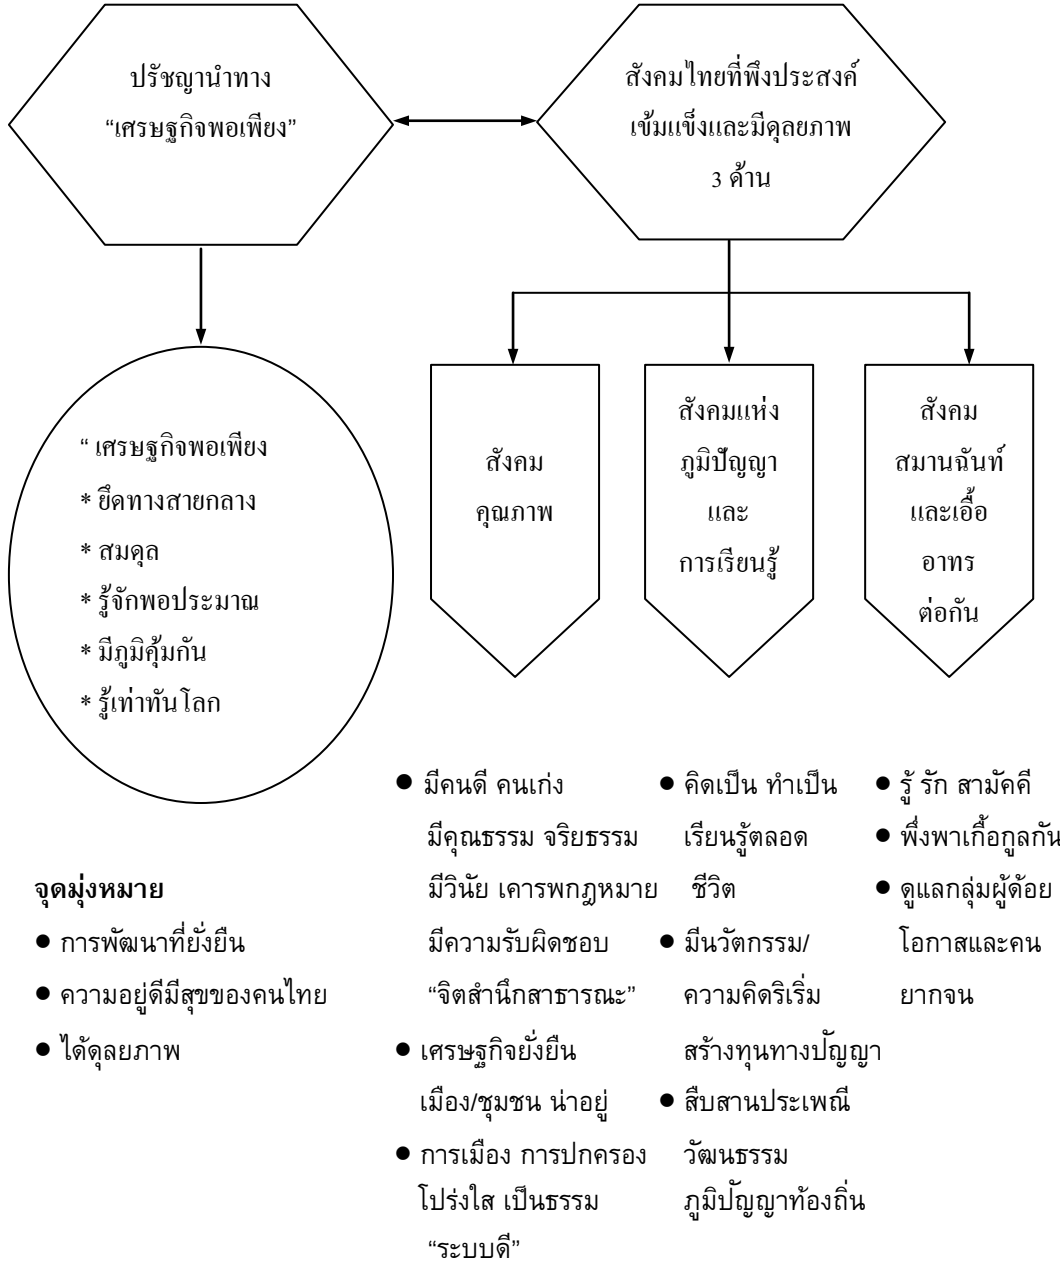 ปรัชญานำทาง
“เศรษฐกิจพอเพียง”
สังคมไทยที่พึงประสงค์
เข้มแข็งและมีดุลยภาพ
3 ด้าน
“ เศรษฐกิจพอเพียง
* ยึดทางสายกลาง
* สมดุล
* รู้จักพอประมาณ
* มีภูมิคุ้มกัน
* รู้เท่าทันโลก
สังคม
คุณภาพ
สังคมแห่ง
ภูมิปัญญา
และ
การเรียนรู้
สังคม
สมานฉันท์
และเอื้อ
อาทร
ต่อกัน
จุดมุ่งหมาย
● การพัฒนาที่ยั่งยืน
● ความอยู่ดีมีสุขของคนไทย
● ได้ดุลยภาพ
● มีคนดี คนเก่ง
มีคุณธรรม จริยธรรม
มีวินัย เคารพกฎหมาย
มีความรับผิดชอบ
“จิตสำนึกสาธารณะ”
● เศรษฐกิจยั่งยืน
เมือง/ชุมชน น่าอยู่
● การเมือง การปกครอง
โปร่งใส เป็นธรรม
“ระบบดี”
● คิดเป็น ทำเป็น
เรียนรู้ตลอด
ชีวิต
● มีนวัตกรรม/
ความคิดริเริ่ม
สร้างทุนทางปัญญา
● สืบสานประเพณี
วัฒนธรรม
ภูมิปัญญาท้องถิ่น
● รู้ รัก สามัคคี
● พึ่งพาเกื้อกูลกัน
● ดูแลกลุ่มผู้ด้อย
โอกาสและคน
ยากจน